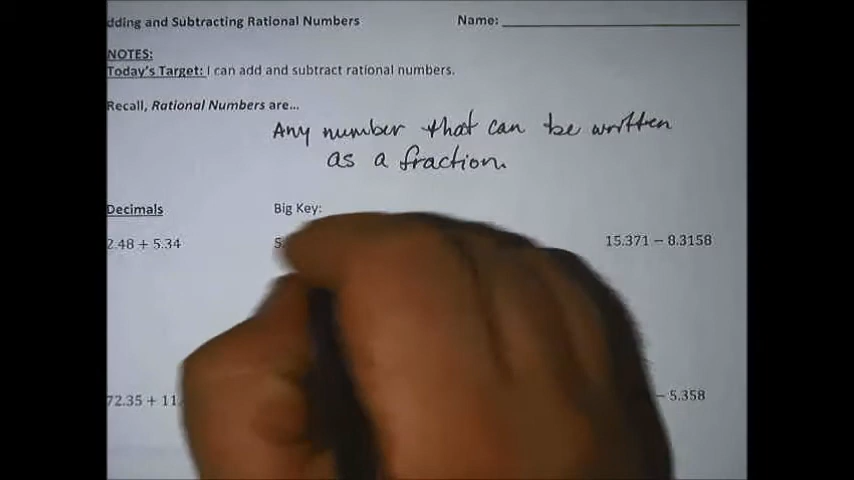 dding and Subtracting Rational Numbers Name:
NOTES:
Today's Target: I can add and subtract rational numbers.
Recall, Rational Numbers are...
Any number that can be written
as a fraction.
Decimals Big Key:
2.48 + 5.34 5. 15.371 − 8.3158
72.35 + 11. − 5.358